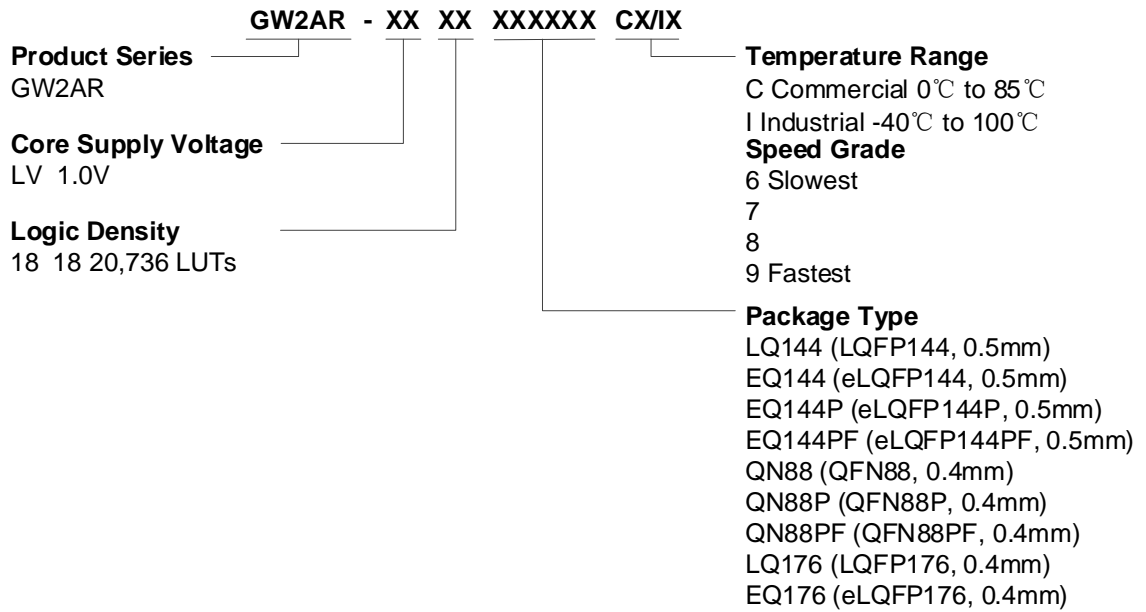 GW2AR - XX XX XXXXXX CX/IX
Product Series
GW2AR
Core Supply Voltage
LV 1.0V
Logic Density
18 18 20,736 LUTs
Temperature Range
C Commercial 0℃ to 85℃
I Industrial -40℃ to 100℃
Speed Grade
6 Slowest
7
8
9 Fastest
Package Type
LQ144 (LQFP144, 0.5mm)
EQ144 (eLQFP144, 0.5mm)
EQ144P (eLQFP144P, 0.5mm)
EQ144PF (eLQFP144PF, 0.5mm)
QN88 (QFN88, 0.4mm)
QN88P (QFN88P, 0.4mm)
QN88PF (QFN88PF, 0.4mm)
LQ176 (LQFP176, 0.4mm)
EQ176 (eLQFP176, 0.4mm)